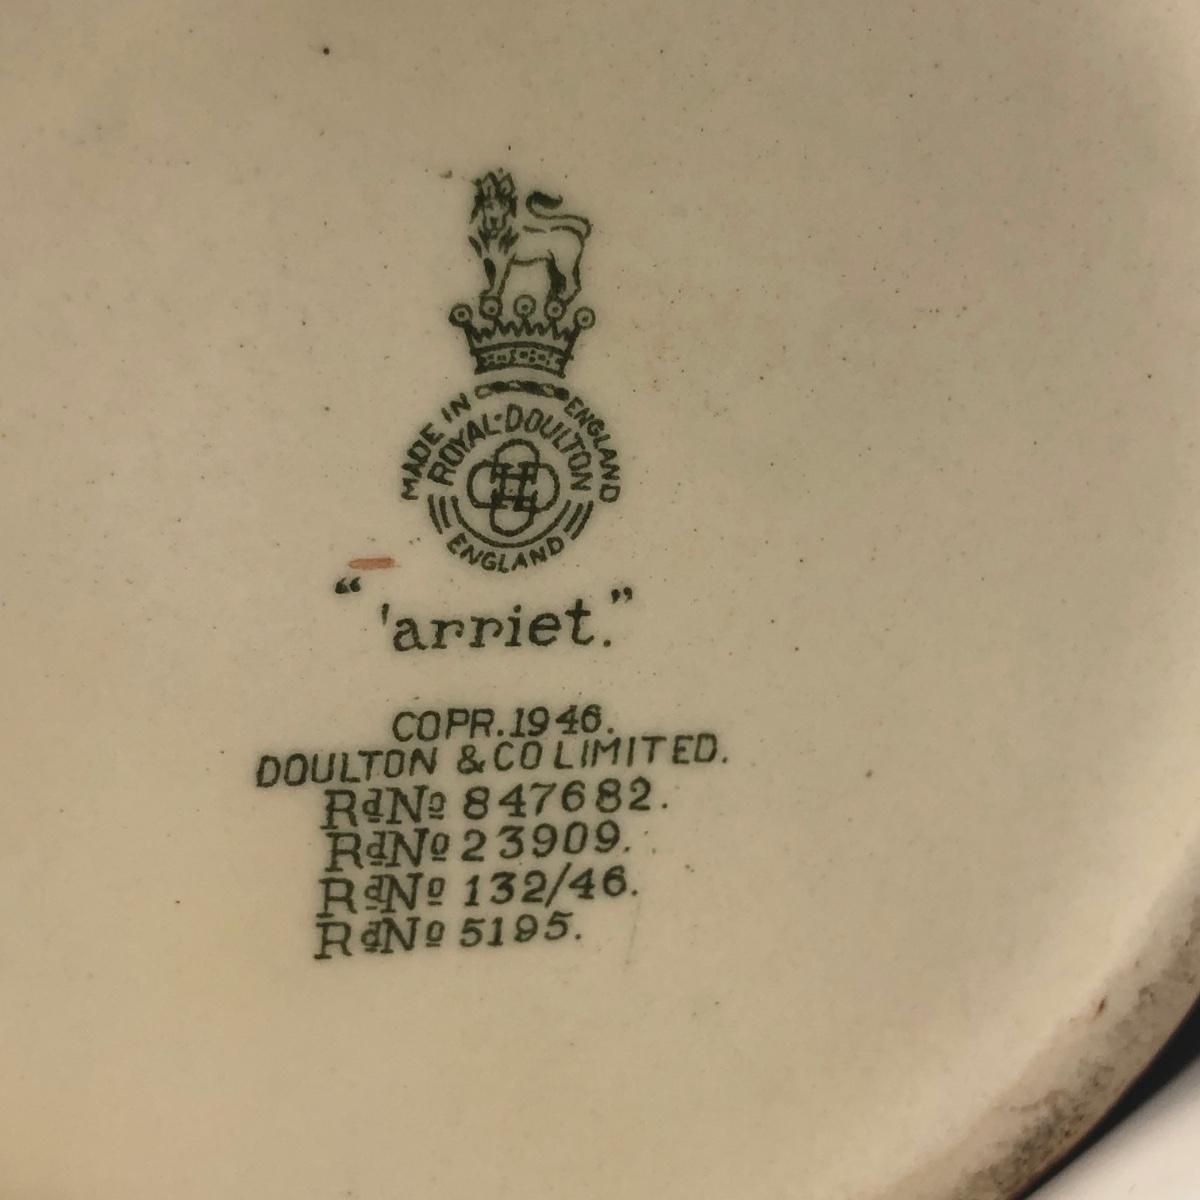 MADE IN ENGLAND
ROYAL·DOULTON
ENGLAND
“ 'arriet.”
COPR.1946.
DOULTON & CO LIMITED.
RdNo 847682.
RdNo 23909.
RdNo 132/46.
RdNo 5195.